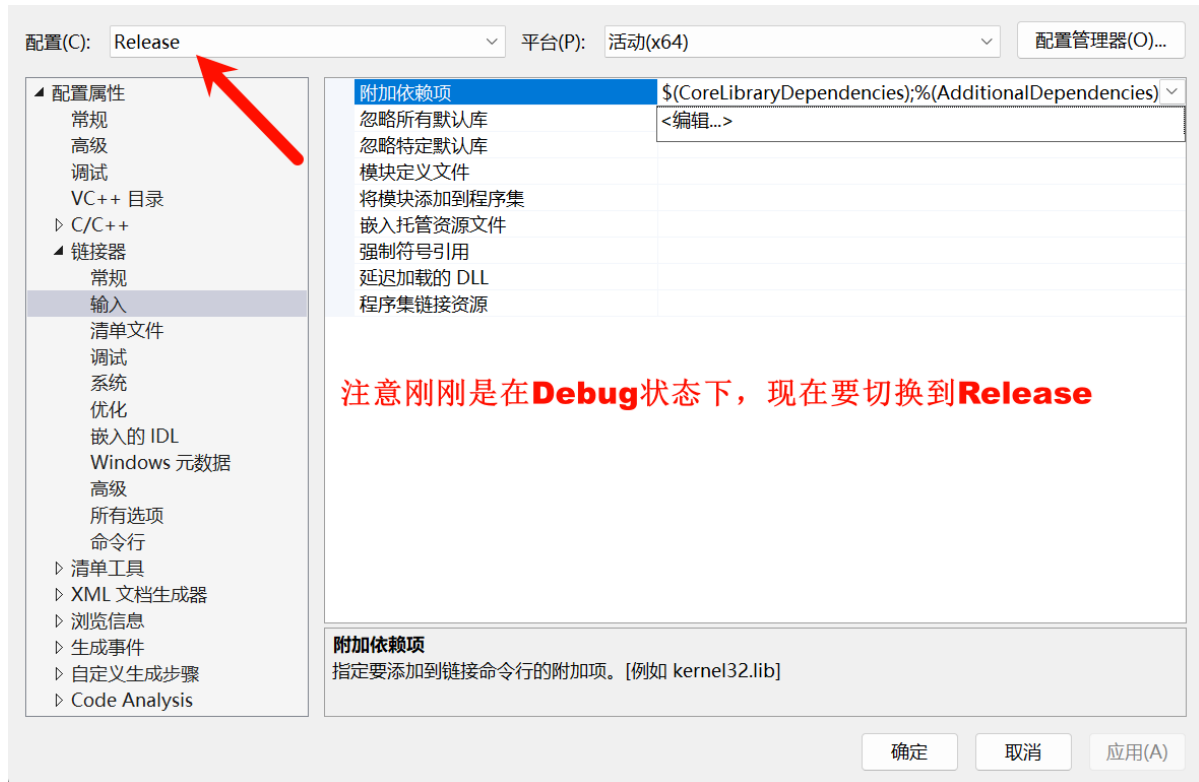 配置(C): Release 平台(P): 活动(x64) 配置管理器(O)...
配置属性
常规
高级
调试
VC++ 目录
C/C++
链接器
常规
输入
清单文件
调试
系统
优化
嵌入的 IDL
Windows 元数据
高级
所有选项
命令行
清单工具
XML 文档生成器
浏览信息
生成事件
自定义生成步骤
Code Analysis
附加依赖项 $(CoreLibraryDependencies);%(AdditionalDependencies)
忽略所有默认库 <编辑...>
忽略特定默认库
模块定义文件
将模块添加到程序集
嵌入托管资源文件
强制符号引用
延迟加载的 DLL
程序集链接资源
注意刚刚是在Debug状态下，现在要切换到Release
附加依赖项
指定要添加到链接命令行的附加项。[例如 kernel32.lib]
确定 取消 应用(A)